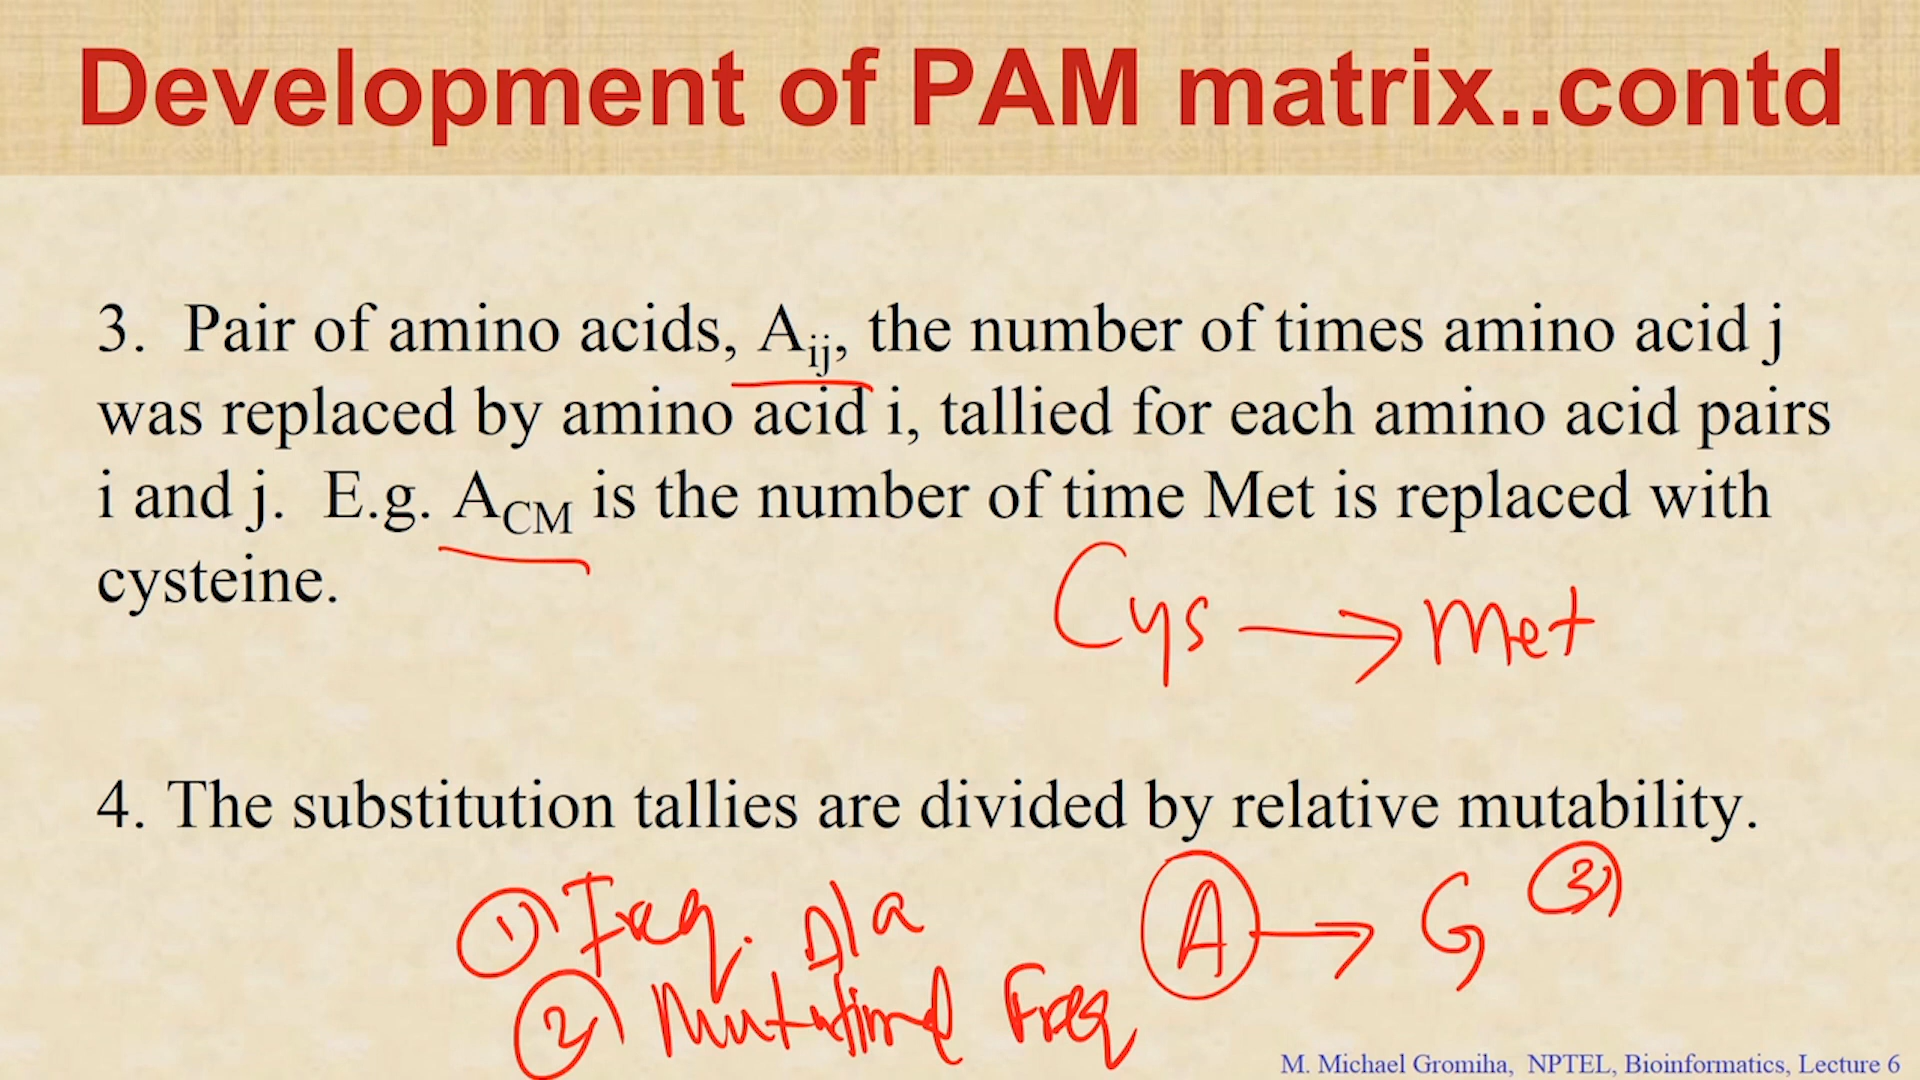 Development of PAM matrix..contd
3. Pair of amino acids, Aij, the number of times amino acid j
was replaced by amino acid i, tallied for each amino acid pairs
i and j. E.g. ACM is the number of time Met is replaced with
cysteine.
Cys → Met
4. The substitution tallies are divided by relative mutability.
① Freq. Ala
A → G ③
② Mutational Freq
M. Michael Gromiha, NPTEL, Bioinformatics, Lecture 6